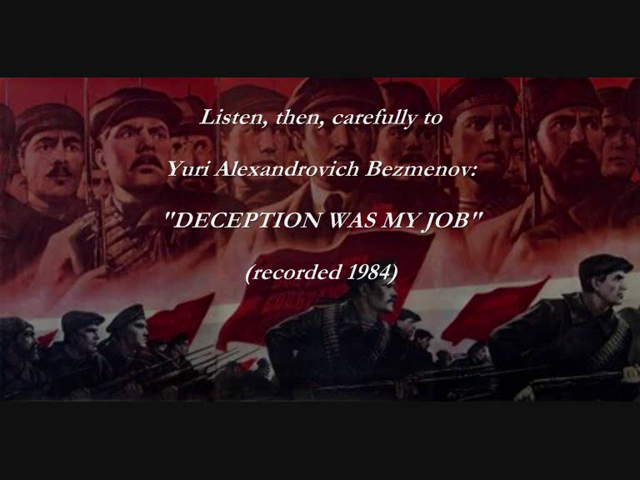 Listen, then, carefully to
Yuri Alexandrovich Bezmenov:
"DECEPTION WAS MY JOB"
(recorded 1984)